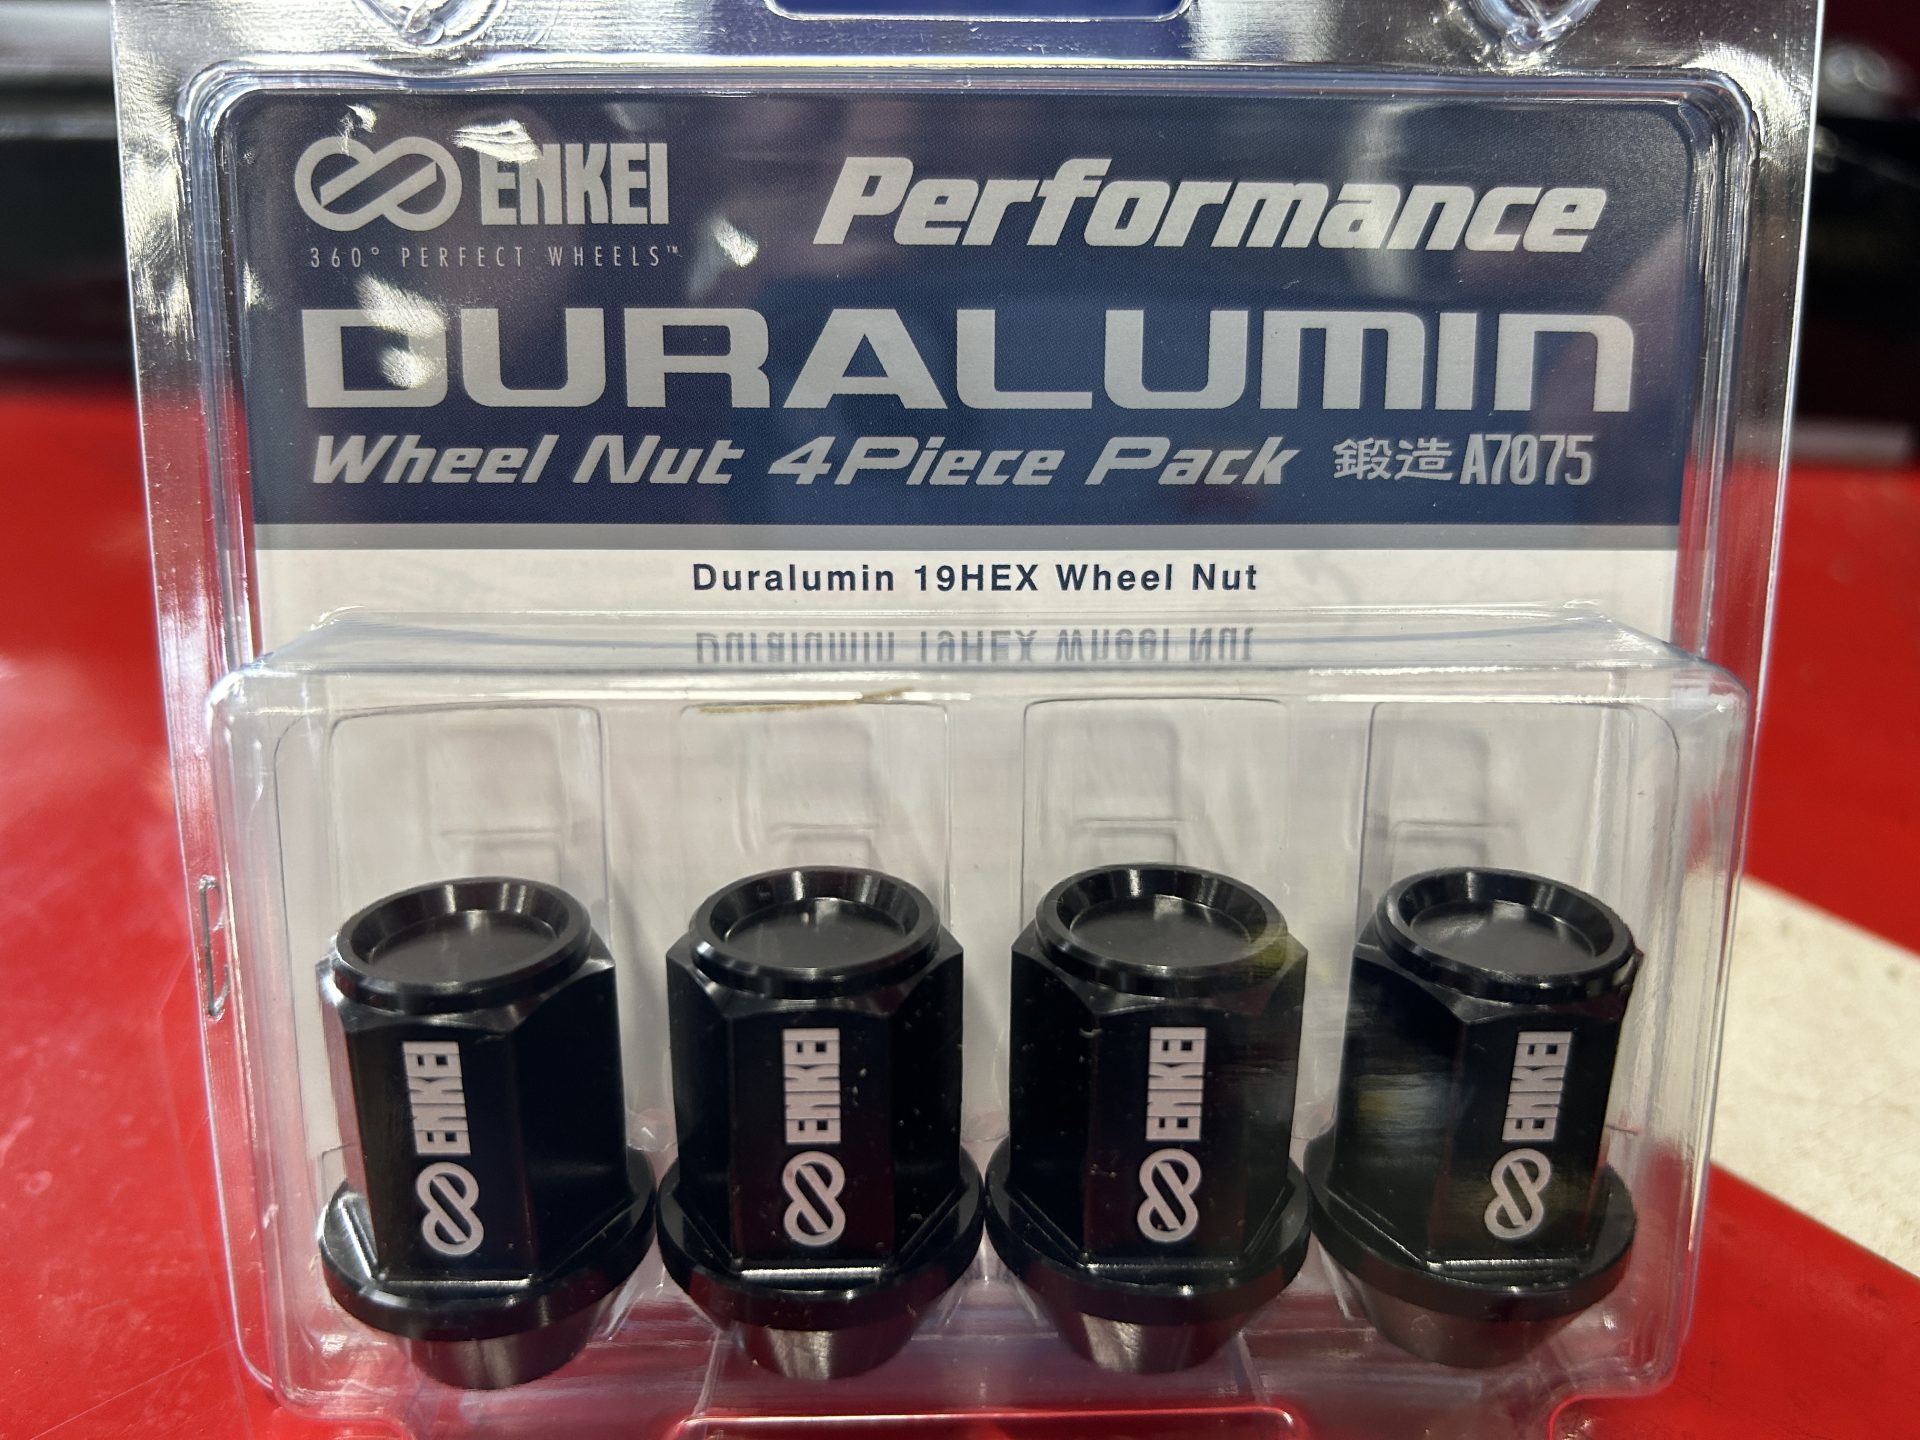 ENKEI
360° PERFECT WHEELS™
Performance
DURALUMIN
Wheel Nut 4Piece Pack 鍛造A7075
Duralumin 19HEX Wheel Nut
ENKEI
ENKEI
ENKEI
ENKEI